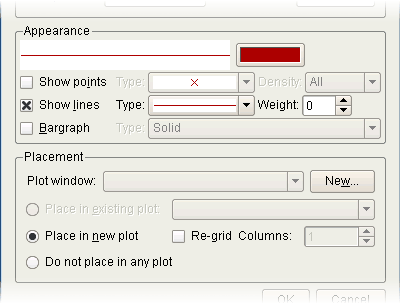 Appearance
Show points Type: Density: All
Show lines Type: Weight: 0
Bargraph Type: Solid
Placement
Plot window: New...
Place in existing plot:
Place in new plot Re-grid Columns: 1
Do not place in any plot
OK Cancel